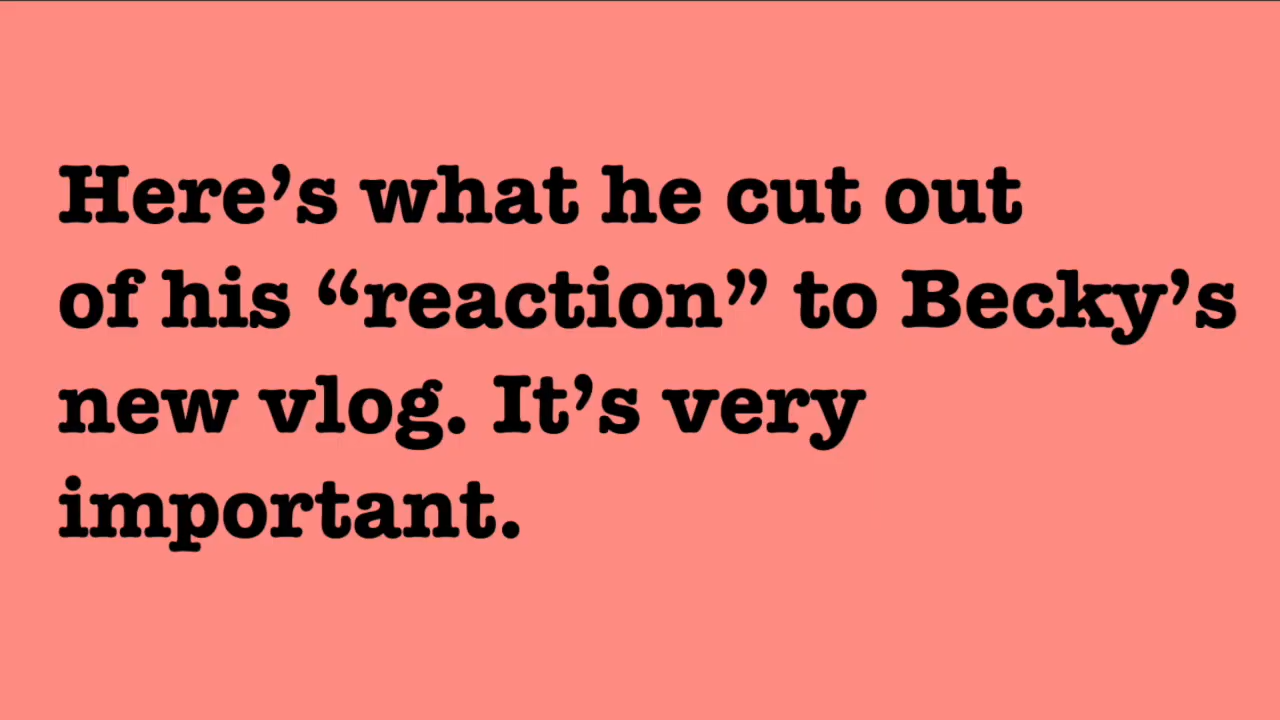 Here’s what he cut out
of his “reaction” to Becky’s
new vlog. It’s very
important.